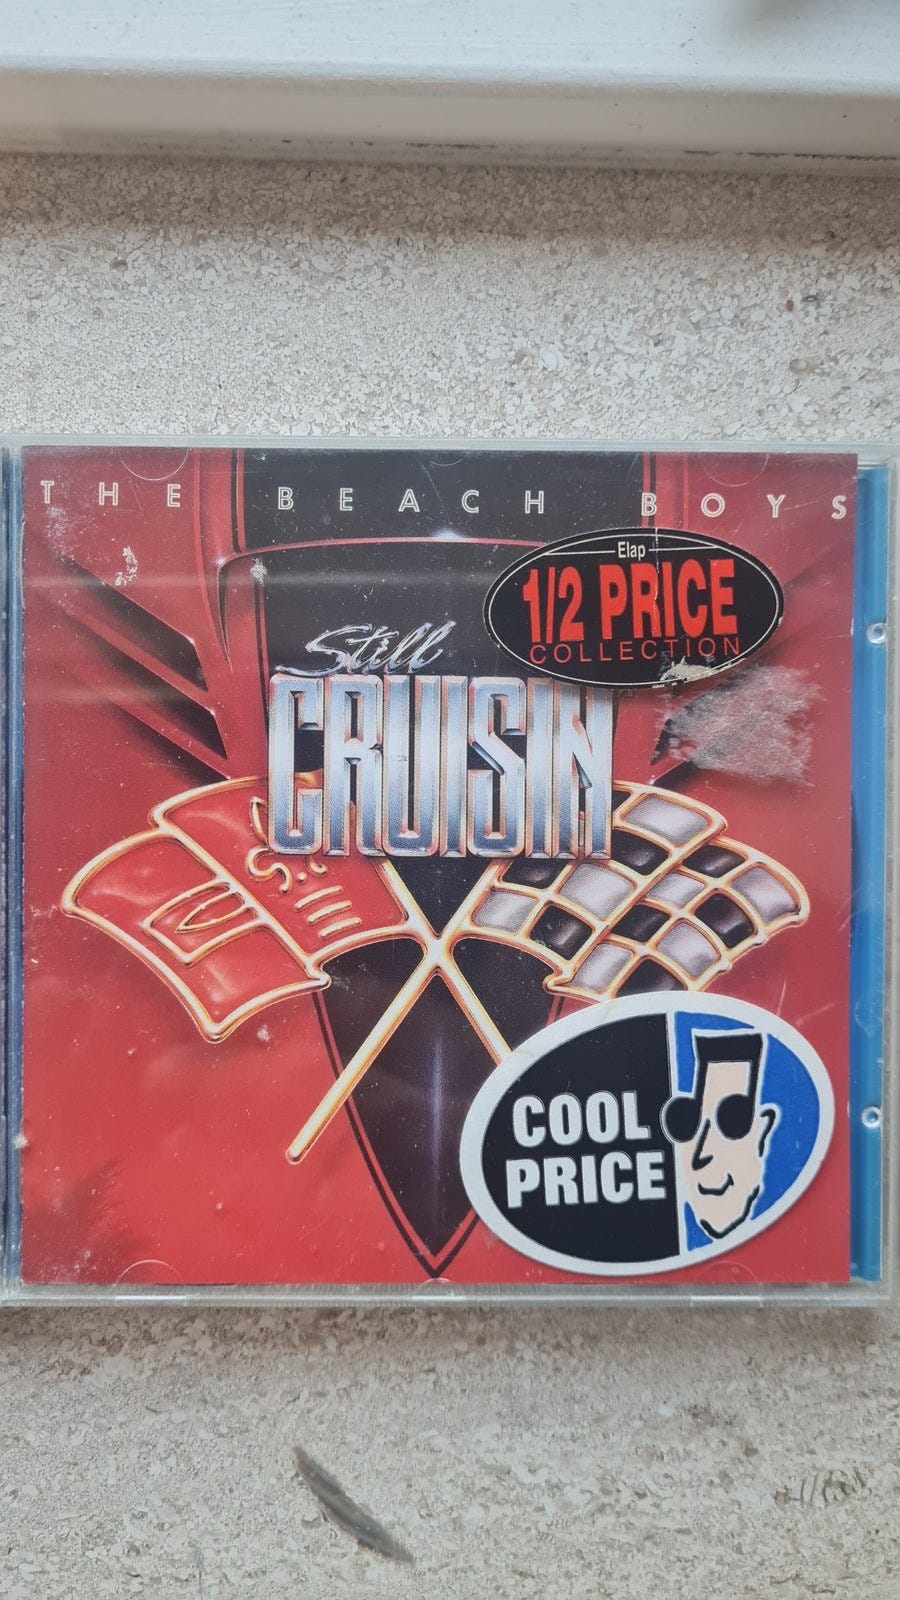 THE BEACH BOYS
Elap
1/2 PRICE
COLLECTION
Still
CRUISIN
COOL
PRICE